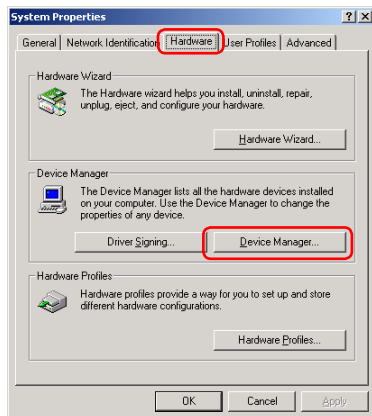 System Properties
General Network Identification Hardware User Profiles Advanced
Hardware Wizard
The Hardware wizard helps you install, uninstall, repair,
unplug, eject, and configure your hardware.
Hardware Wizard...
Device Manager
The Device Manager lists all the hardware devices installed
on your computer. Use the Device Manager to change the
properties of any device.
Driver Signing... Device Manager...
Hardware Profiles
Hardware profiles provide a way for you to set up and store
different hardware configurations.
Hardware Profiles...
OK Cancel Apply